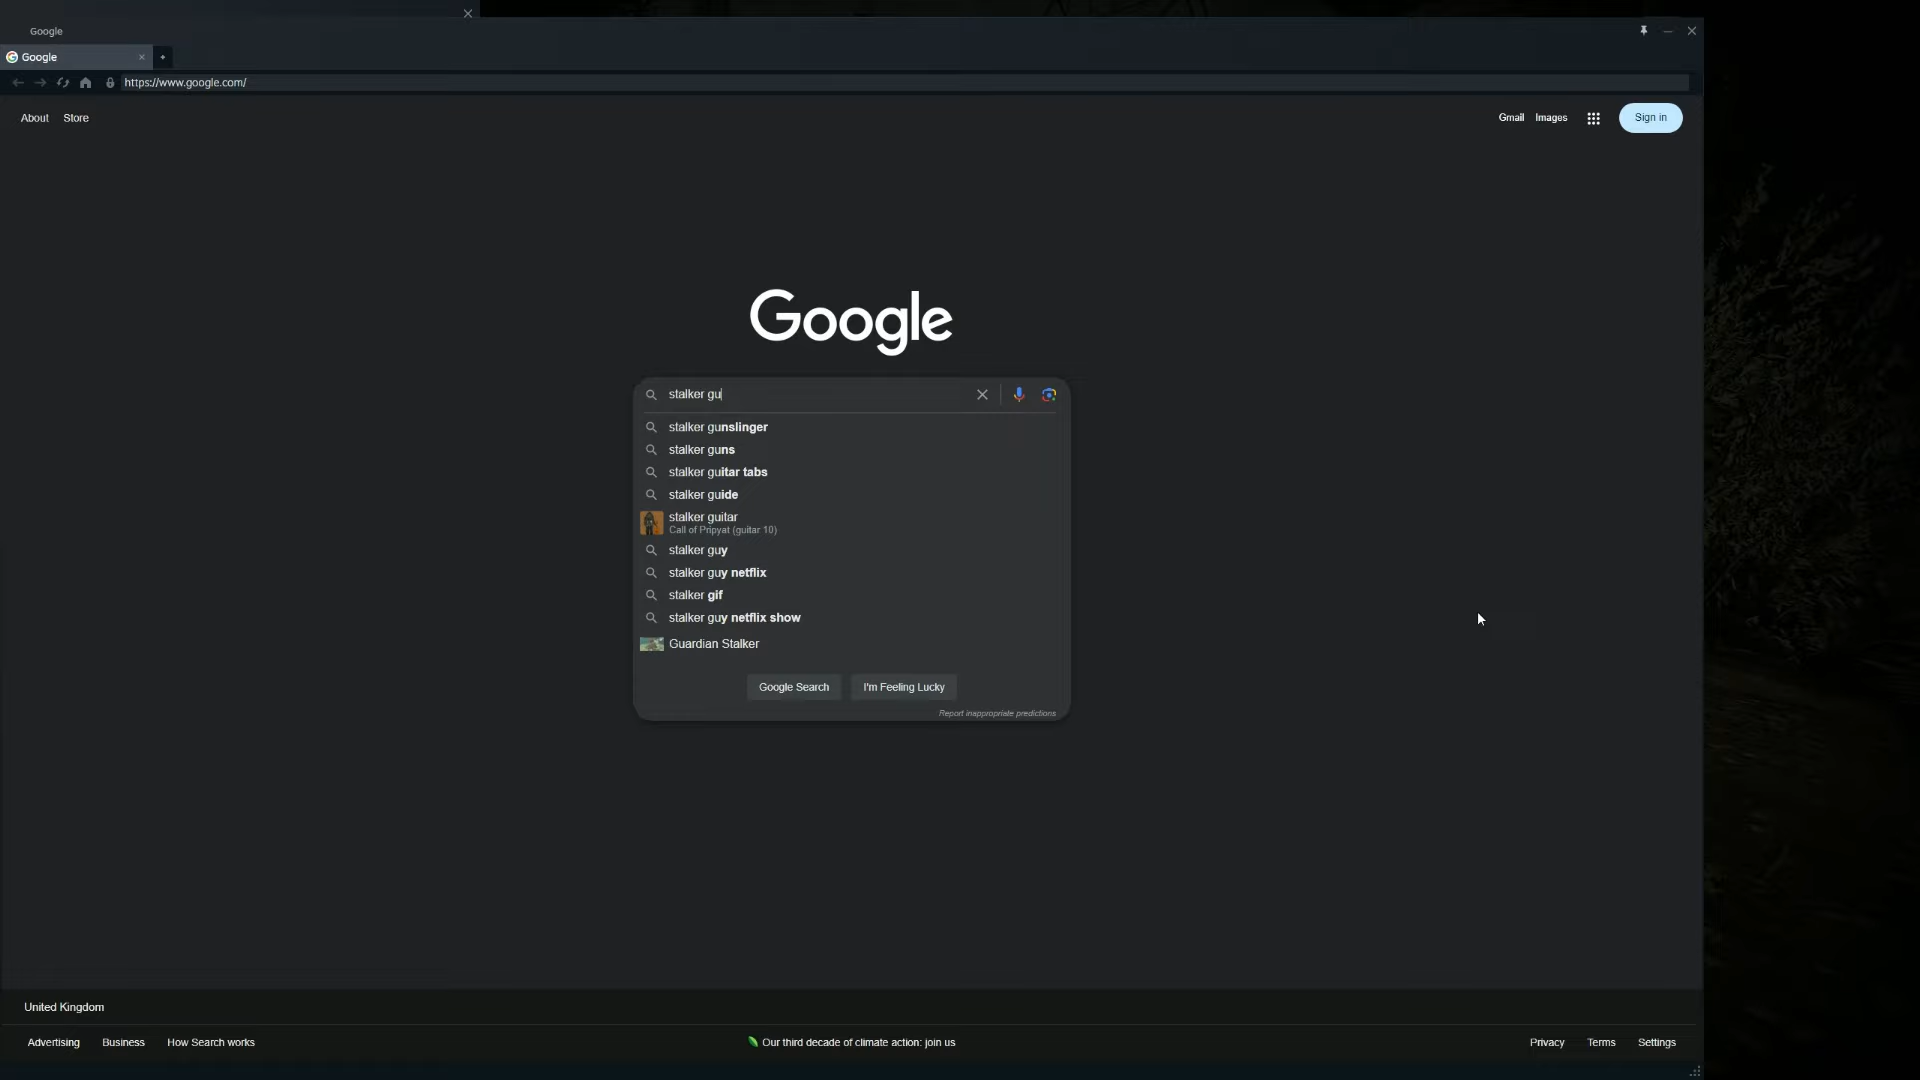 Google
Google
https://www.google.com/
About Store
Gmail Images Sign in
Google
stalker gu
stalker gunslinger
stalker guns
stalker guitar tabs
stalker guide
stalker guitar
Call of Pripyat (guitar 10)
stalker guy
stalker guy netflix
stalker gif
stalker guy netflix show
Guardian Stalker
Google Search I'm Feeling Lucky
Report inappropriate predictions
United Kingdom
Advertising Business How Search works Our third decade of climate action: join us Privacy Terms Settings